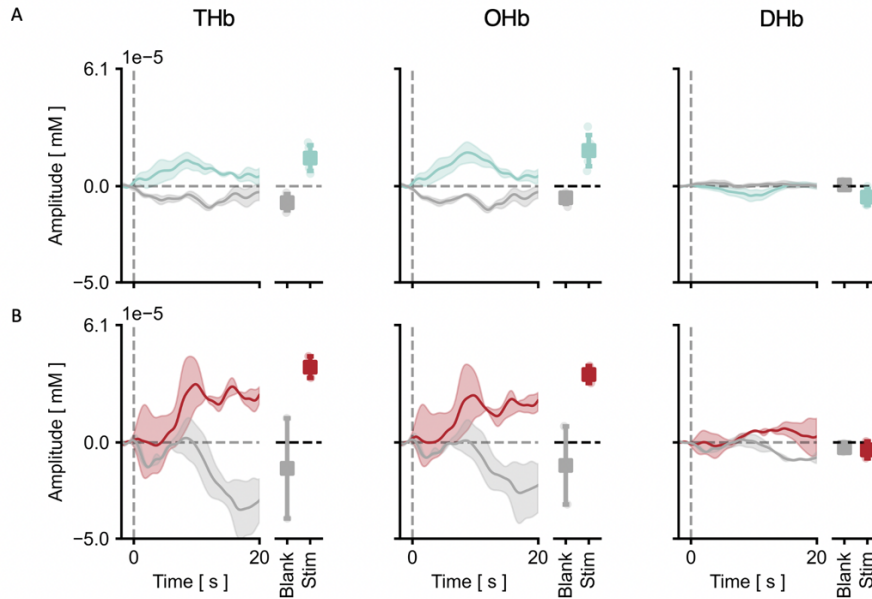 A
THb
OHb
DHb
1e−5
6.1
0.0
−5.0
Amplitude [ mM ]
B
1e−5
6.1
0.0
−5.0
Amplitude [ mM ]
0
20
Blank
Stim
0
20
Blank
Stim
0
20
Blank
Stim
Time [ s ]
Time [ s ]
Time [ s ]